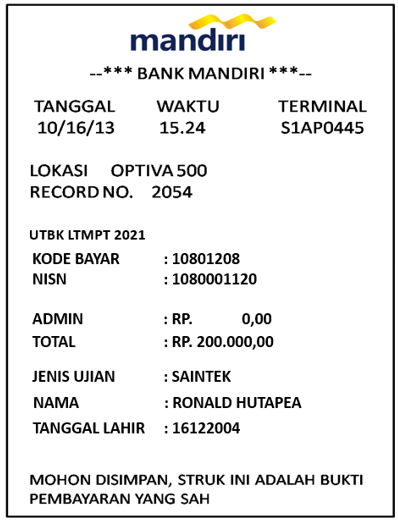 mandiri
--*** BANK MANDIRI ***--
TANGGAL WAKTU TERMINAL
10/16/13 15.24 S1AP0445
LOKASI OPTIVA 500
RECORD NO. 2054
UTBK LTMPT 2021
KODE BAYAR : 10801208
NISN : 1080001120
ADMIN : RP. 0,00
TOTAL : RP. 200.000,00
JENIS UJIAN : SAINTEK
NAMA : RONALD HUTAPEA
TANGGAL LAHIR : 16122004
MOHON DISIMPAN, STRUK INI ADALAH BUKTI
PEMBAYARAN YANG SAH